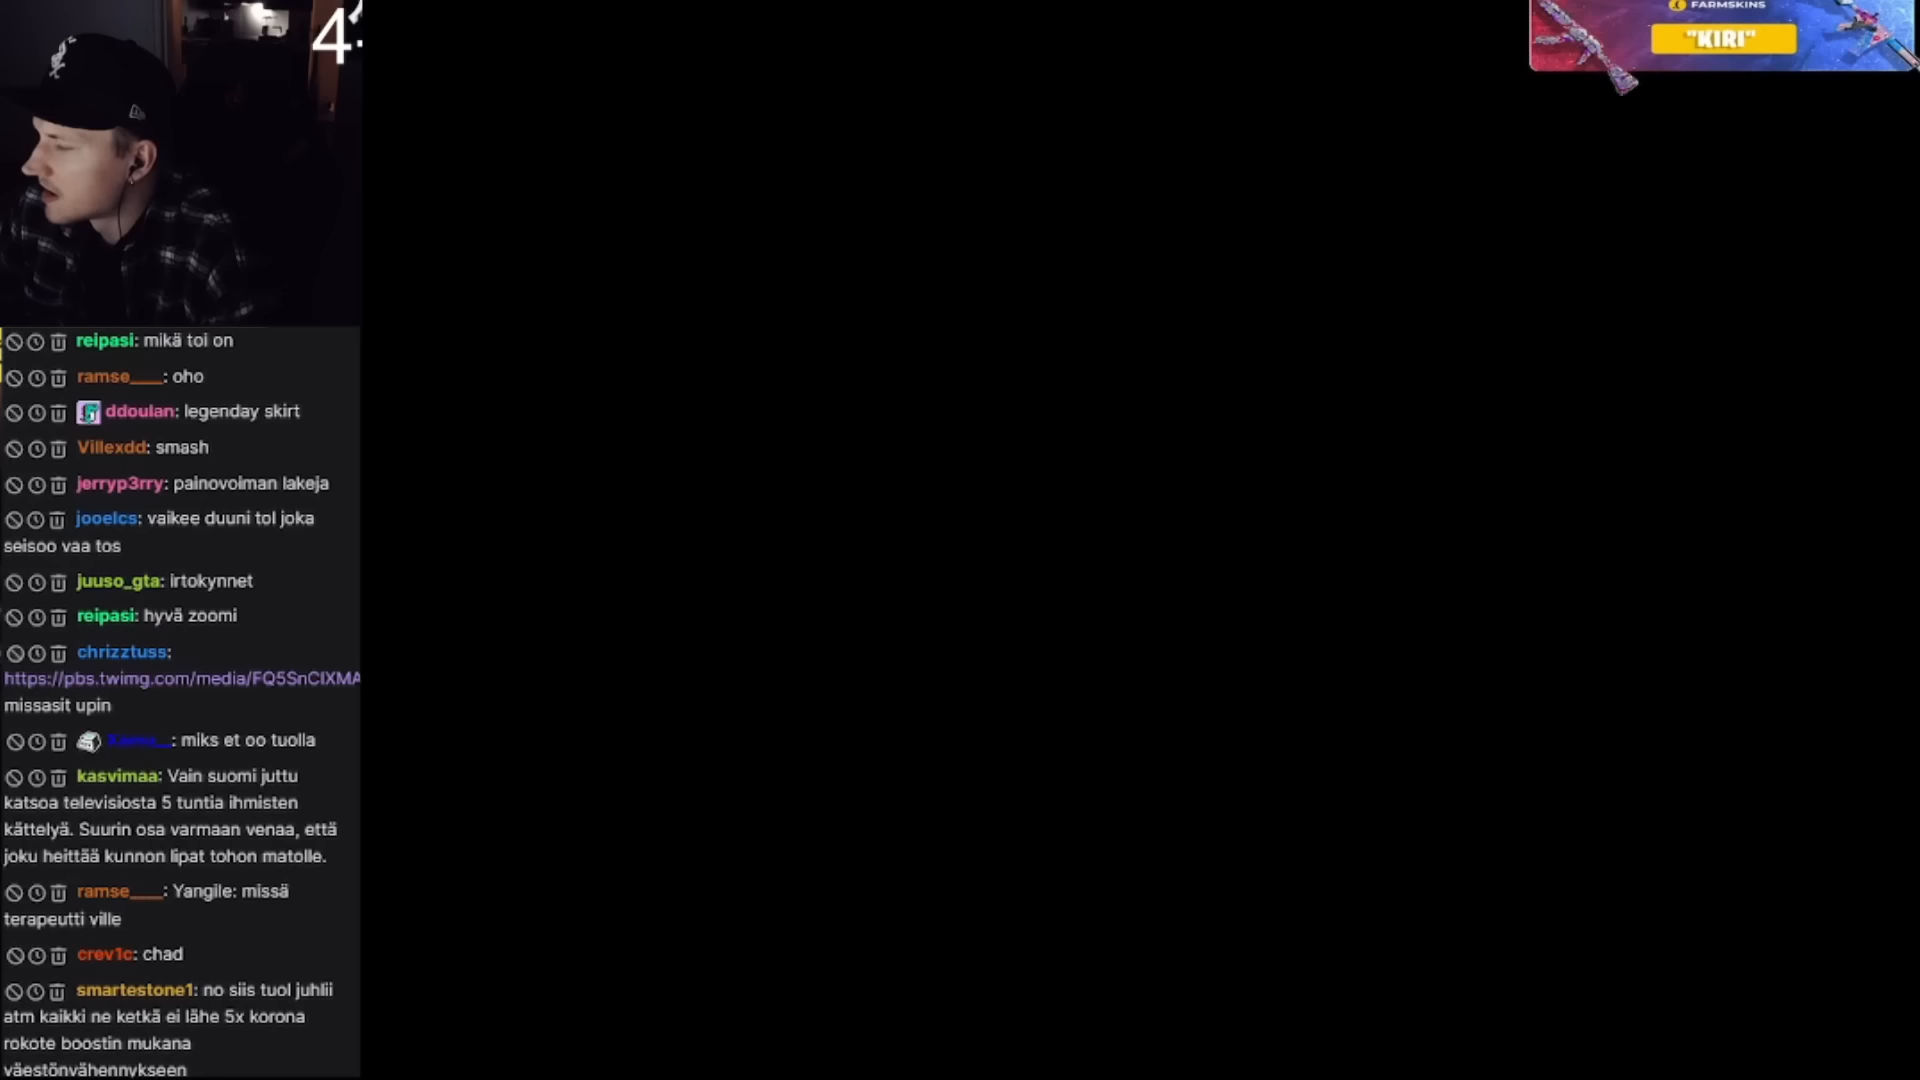 4
FARMSKINS
"KIRI"
reipasi: mikä toi on
ramse____: oho
ddoulan: legenday skirt
Villexdd: smash
jerryp3rry: painovoiman lakeja
jooelcs: vaikee duuni tol joka
seisoo vaa tos
juuso_gta: irtokynnet
reipasi: hyvä zoomi
chrizztuss:
https://pbs.twimg.com/media/FQ5SnCIXMA
missasit upin
: miks et oo tuolla
kasvimaa: Vain suomi juttu
katsoa televisiosta 5 tuntia ihmisten
kättelyä. Suurin osa varmaan venaa, että
joku heittää kunnon lipat tohon matolle.
ramse____: Yangile: missä
terapeutti ville
crev1c: chad
smartestone1: no siis tuol juhlii
atm kaikki ne ketkä ei lähe 5x korona
rokote boostin mukana
väestönvähennykseen